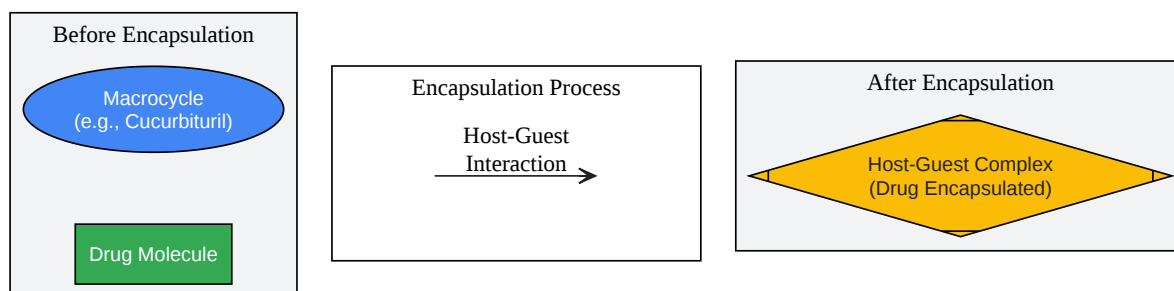 Before Encapsulation
Macrocycle
(e.g., Cucurbituril)
Drug Molecule
Encapsulation Process
Host-Guest
Interaction
After Encapsulation
Host-Guest Complex
(Drug Encapsulated)